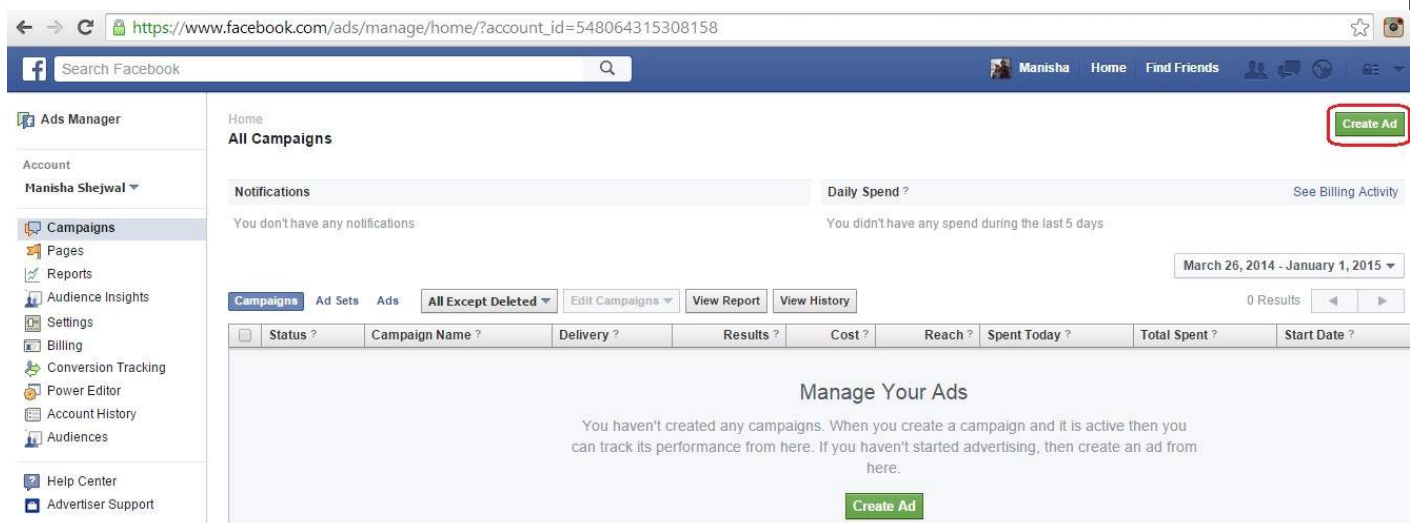 https://www.facebook.com/ads/manage/home/?account_id=548064315308158
f Search Facebook Manisha Home Find Friends
Ads Manager
Account
Manisha Shejwal
Campaigns
Pages
Reports
Audience Insights
Settings
Billing
Conversion Tracking
Power Editor
Account History
Audiences
Help Center
Advertiser Support
Home
All Campaigns
Create Ad
Notifications
You don't have any notifications
Daily Spend ? See Billing Activity
You didn't have any spend during the last 5 days
March 26, 2014 - January 1, 2015
Campaigns Ad Sets Ads All Except Deleted Edit Campaigns View Report View History 0 Results
Status ? Campaign Name ? Delivery ? Results ? Cost ? Reach ? Spent Today ? Total Spent ? Start Date ?
Manage Your Ads
You haven't created any campaigns. When you create a campaign and it is active then you
can track its performance from here. If you haven't started advertising, then create an ad from
here.
Create Ad